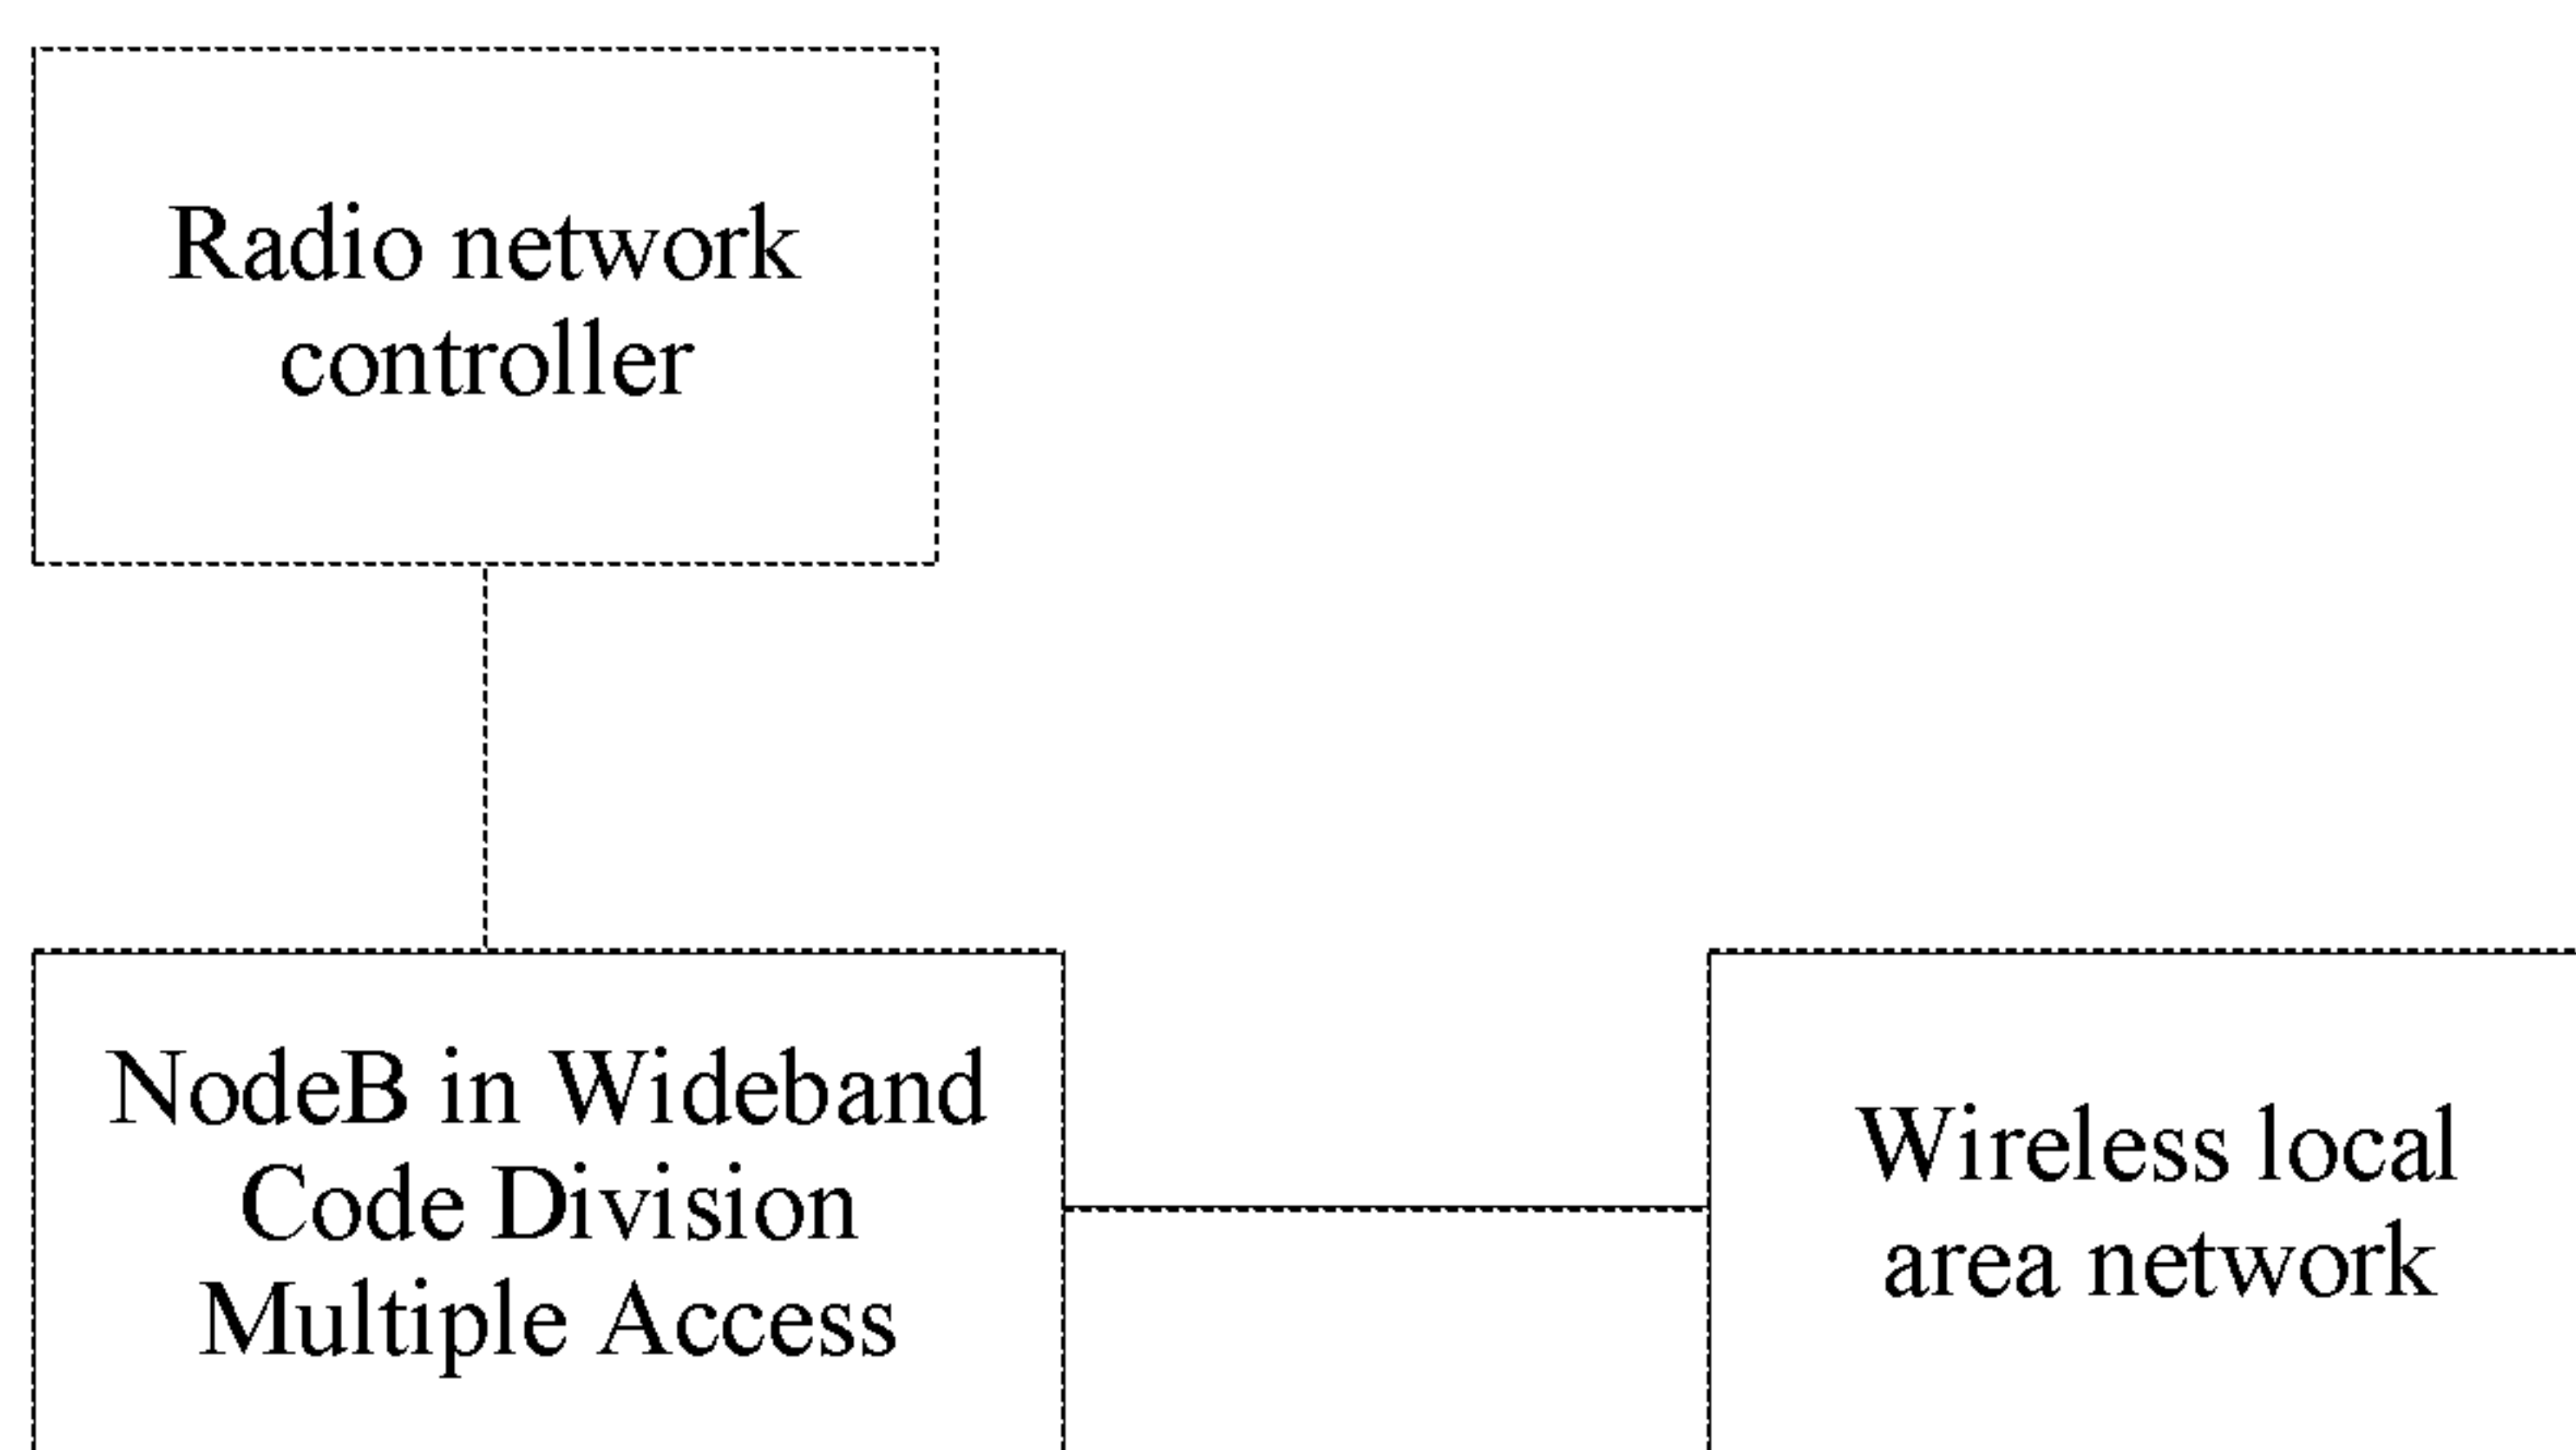 Radio network
controller
NodeB in Wideband
Code Division
Multiple Access
Wireless local
area network